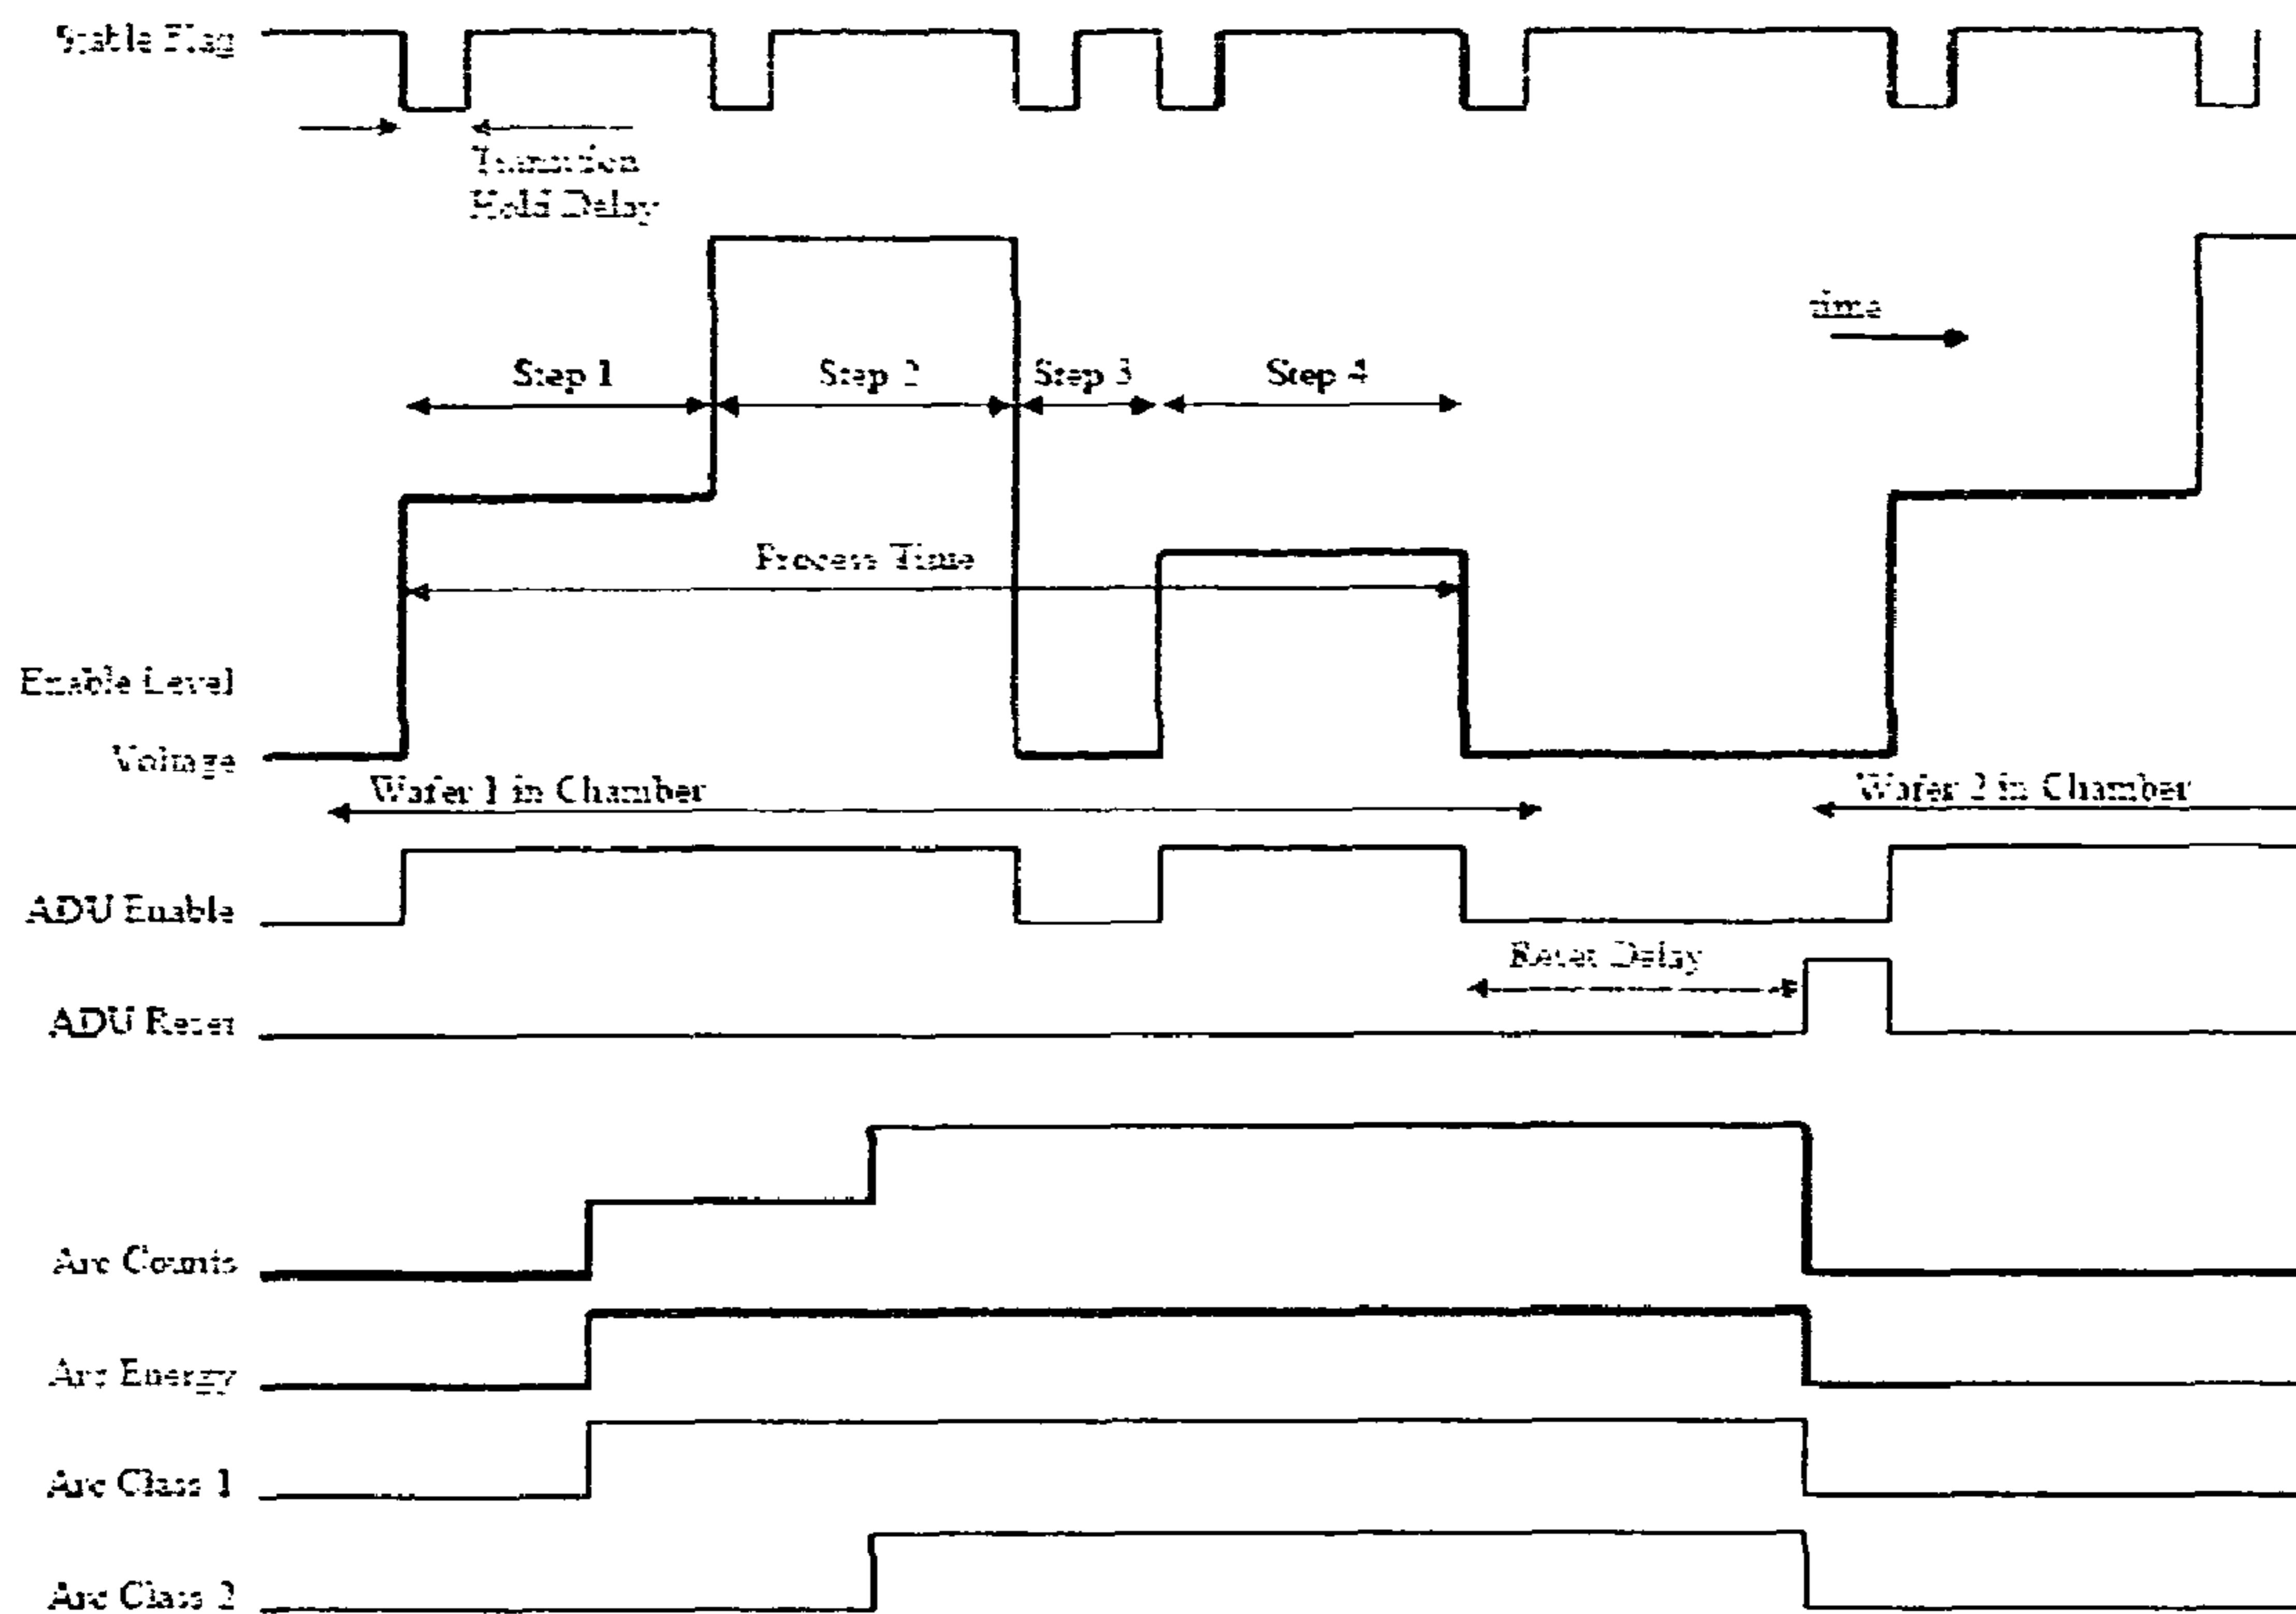 Stable Flag
Transition
Hold Delay
time
Step 1
Step 2
Step 3
Step 4
Process Time
Enable Level
Voltage
Wafer 1 in Chamber
Wafer 2 in Chamber
ADU Enable
Reset Delay
ADU Reset
Arc Counts
Arc Energy
Arc Class 1
Arc Class 2